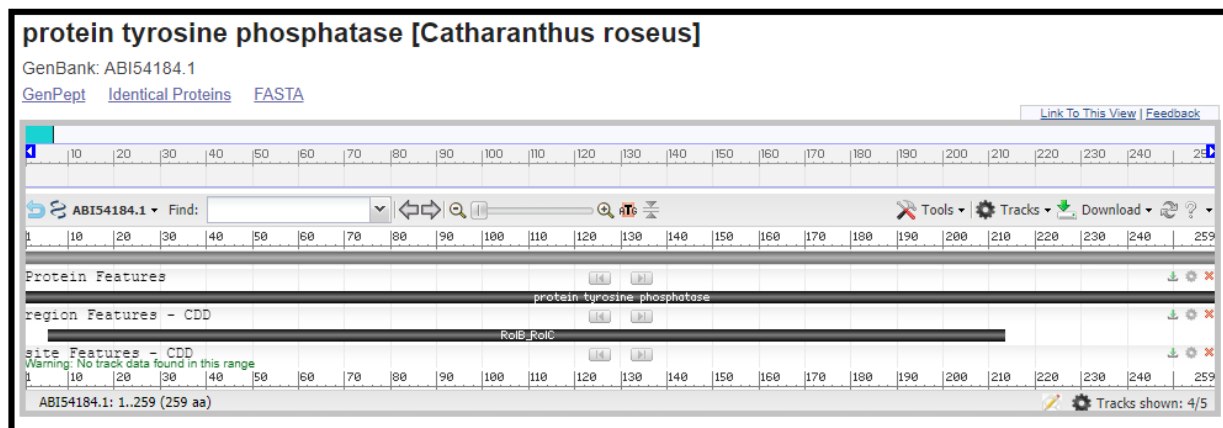 protein tyrosine phosphatase [Catharanthus roseus]
GenBank: ABI54184.1
GenPept Identical Proteins FASTA
Link To This View | Feedback
10 20 30 40 50 60 70 80 90 100 110 120 130 140 150 160 170 180 190 200 210 220 230 240
ABI54184.1 Find: ATG Tools Tracks Download ?
1 10 20 30 40 50 60 70 80 90 100 110 120 130 140 150 160 170 180 190 200 210 220 230 240 259
Protein Features
protein tyrosine phosphatase
region Features - CDD
RolB_RolC
site Features - CDD
Warning: No track data found in this range
1 10 20 30 40 50 60 70 80 90 100 110 120 130 140 150 160 170 180 190 200 210 220 230 240 259
ABI54184.1: 1..259 (259 aa) Tracks shown: 4/5